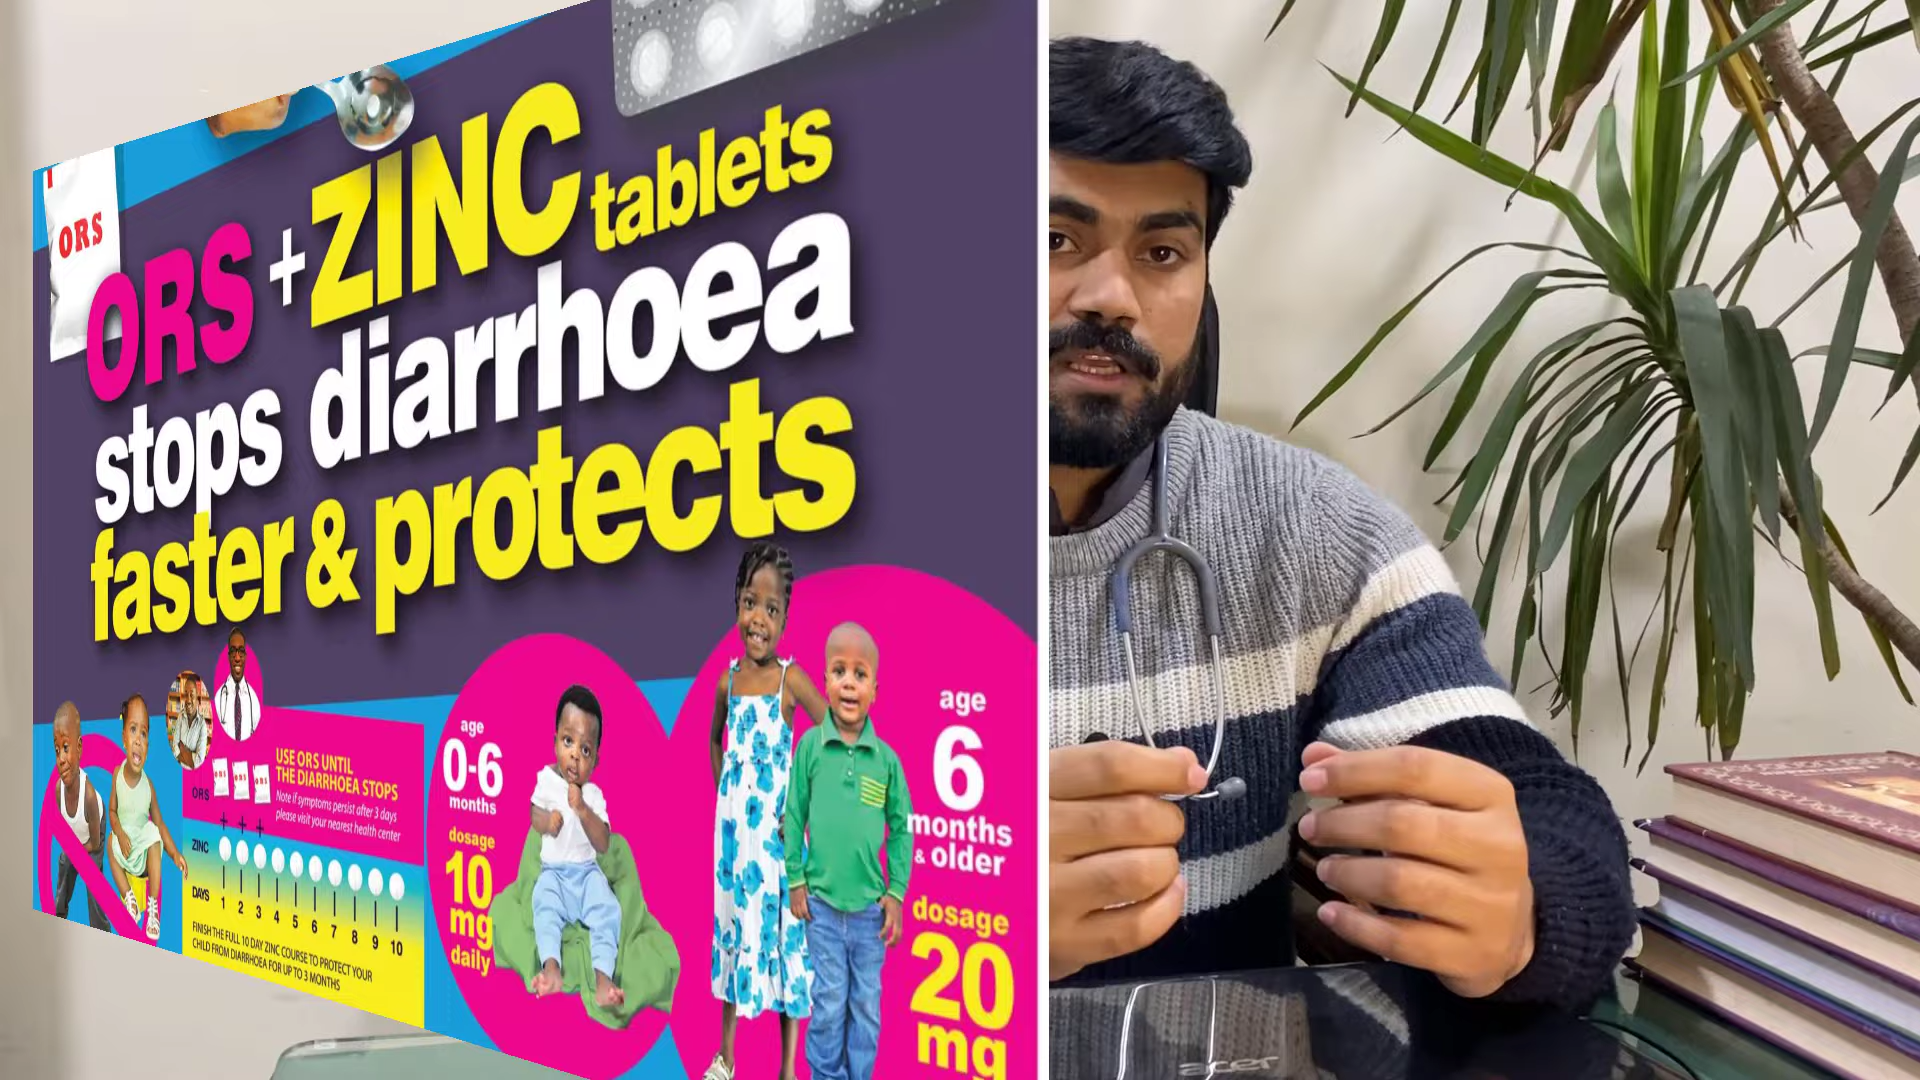 ORS
ORS + ZINC tablets
stops diarrhoea
faster & protects
USE ORS UNTIL
THE DIARRHOEA STOPS
Note if symptoms persist after 3 days
please visit your nearest health center
ORS
+ + +
ZINC
DAYS 1 2 3 4 5 6 7 8 9 10
FINISH THE FULL 10 DAY ZINC COURSE TO PROTECT YOUR
CHILD FROM DIARRHOEA FOR UP TO 3 MONTHS
age
0-6
months
dosage
10
mg
daily
age
6
months
& older
dosage
20
mg
acer